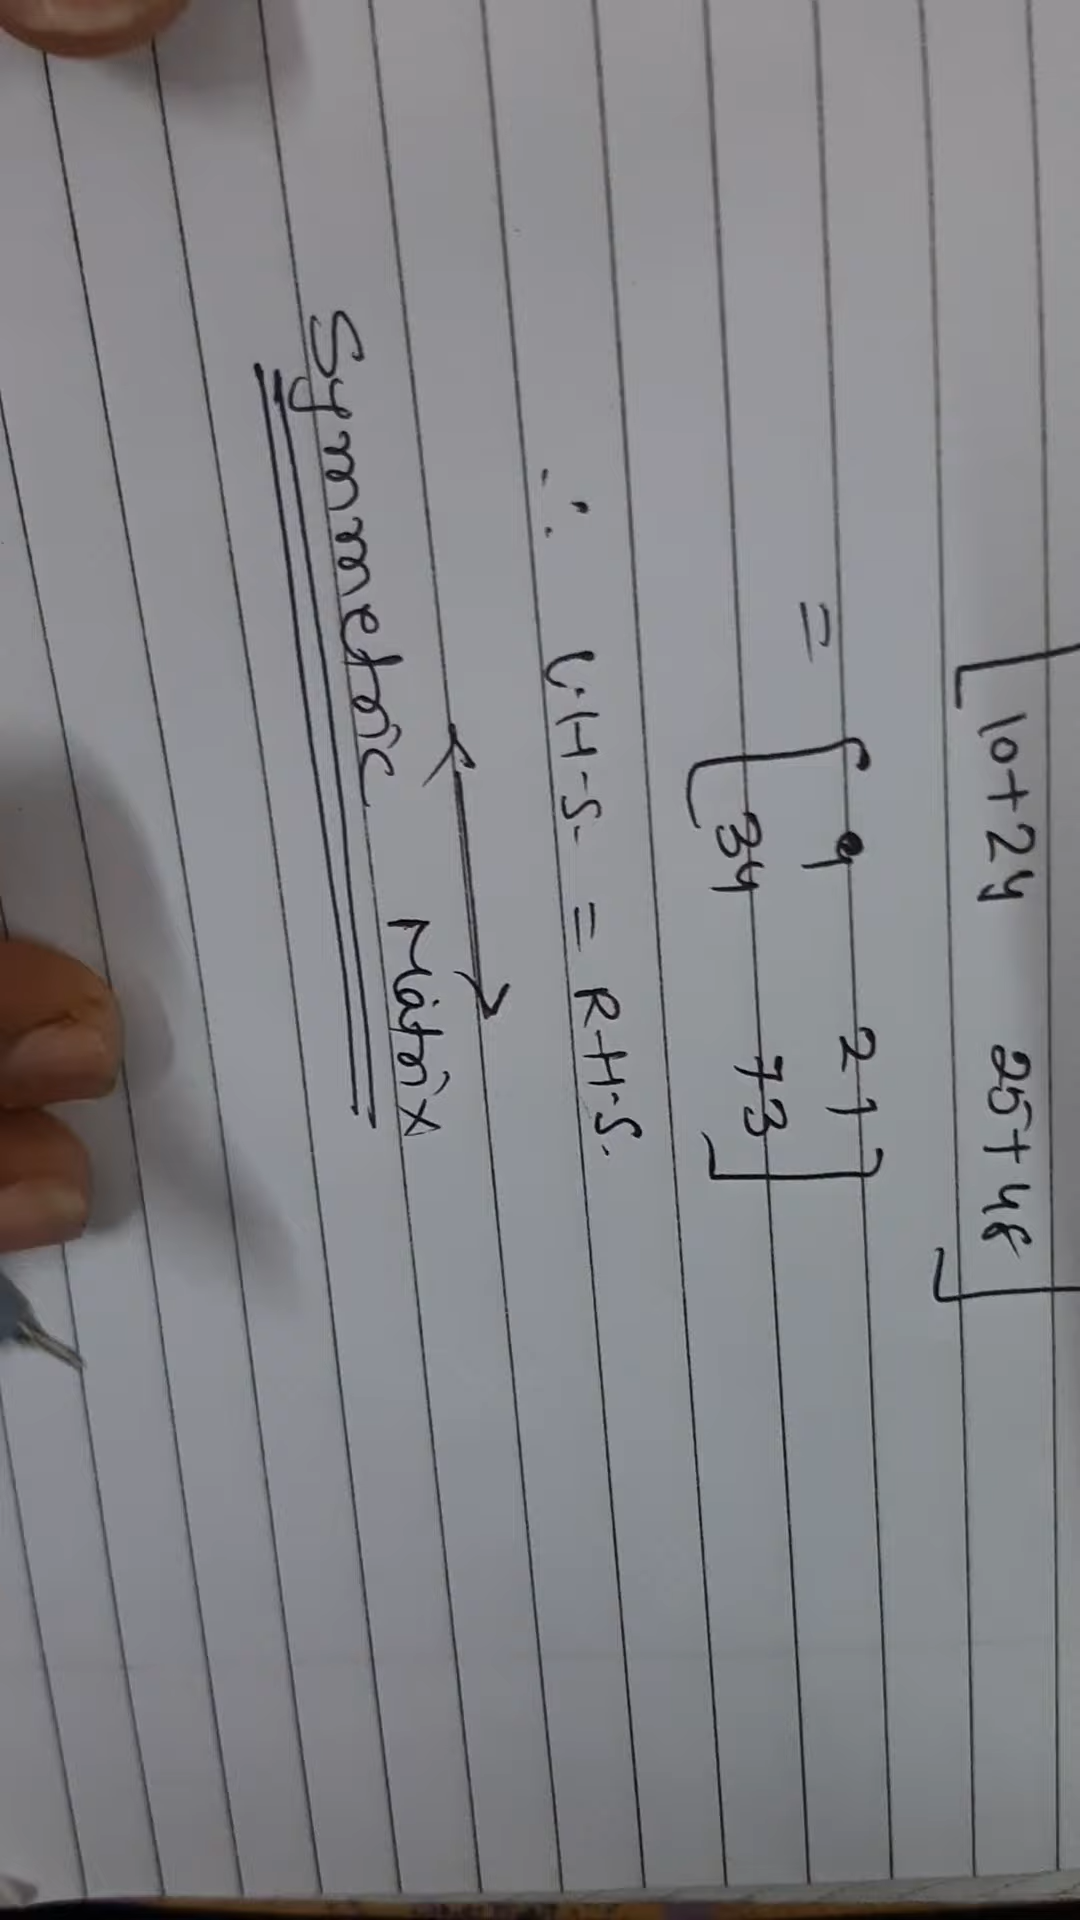 [10+24 25+48]
= [9 21
34 73]
∴ L.H.S. = R.H.S.
Symmetric Matrix